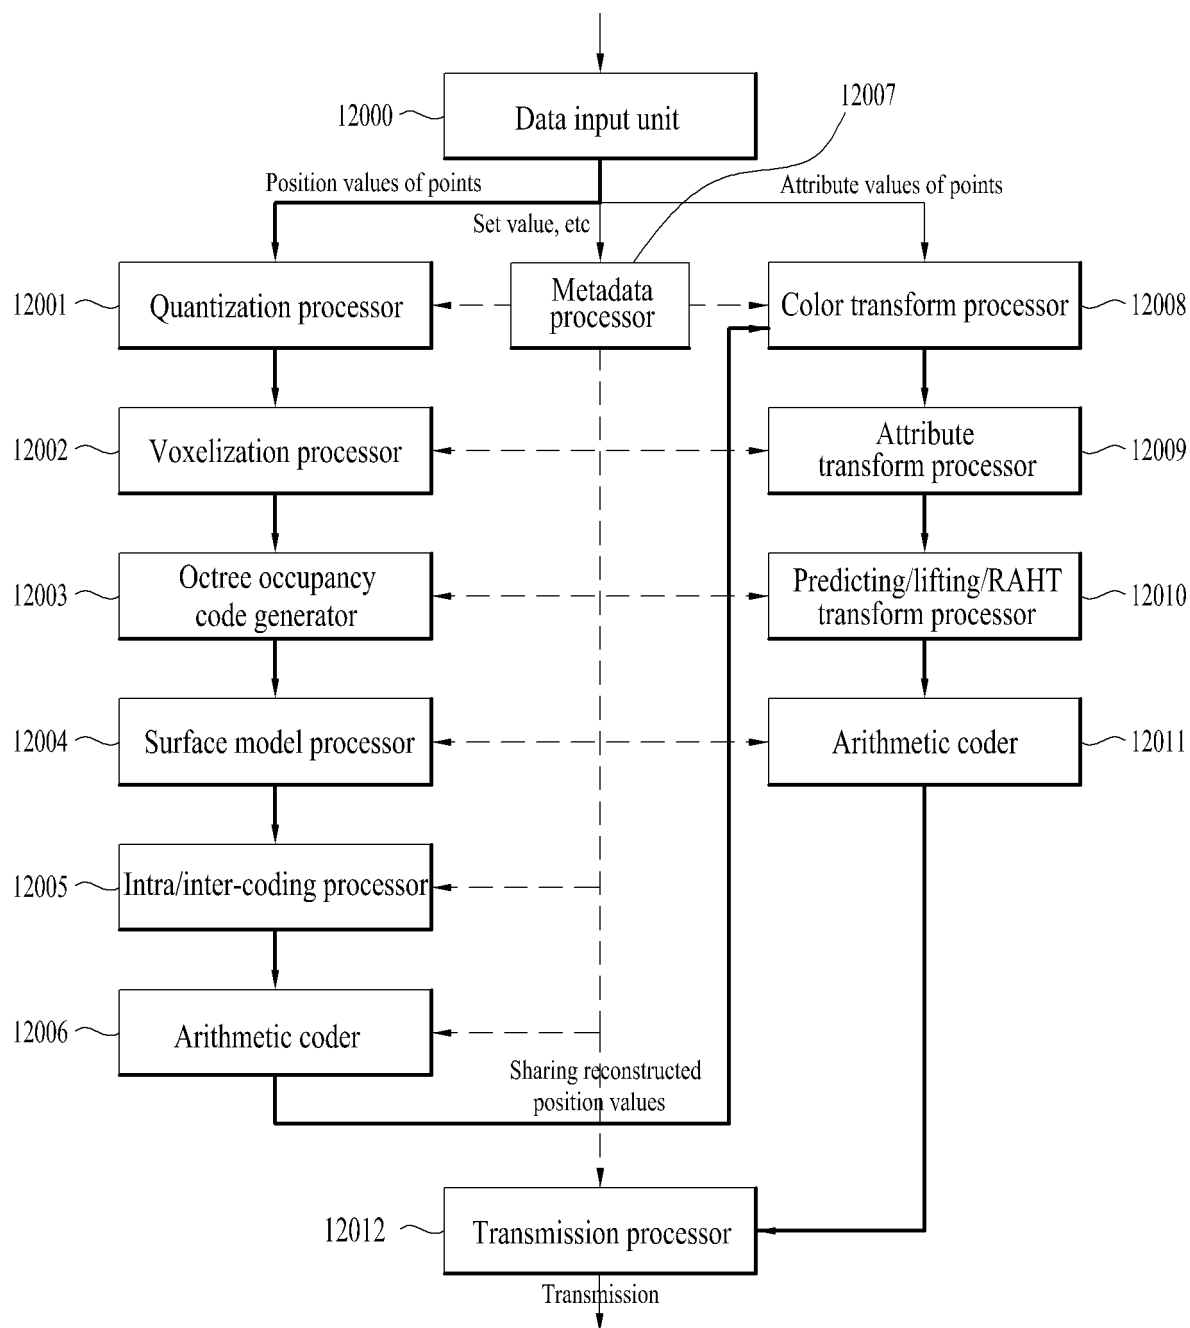 12000
Data input unit
12007
Position values of points
Set value, etc
Attribute values of points
12001
Quantization processor
Metadata
processor
Color transform processor
12008
12002
Voxelization processor
Attribute
transform processor
12009
12003
Octree occupancy
code generator
Predicting/lifting/RAHT
transform processor
12010
12004
Surface model processor
Arithmetic coder
12011
12005
Intra/inter-coding processor
12006
Arithmetic coder
Sharing reconstructed
position values
12012
Transmission processor
Transmission